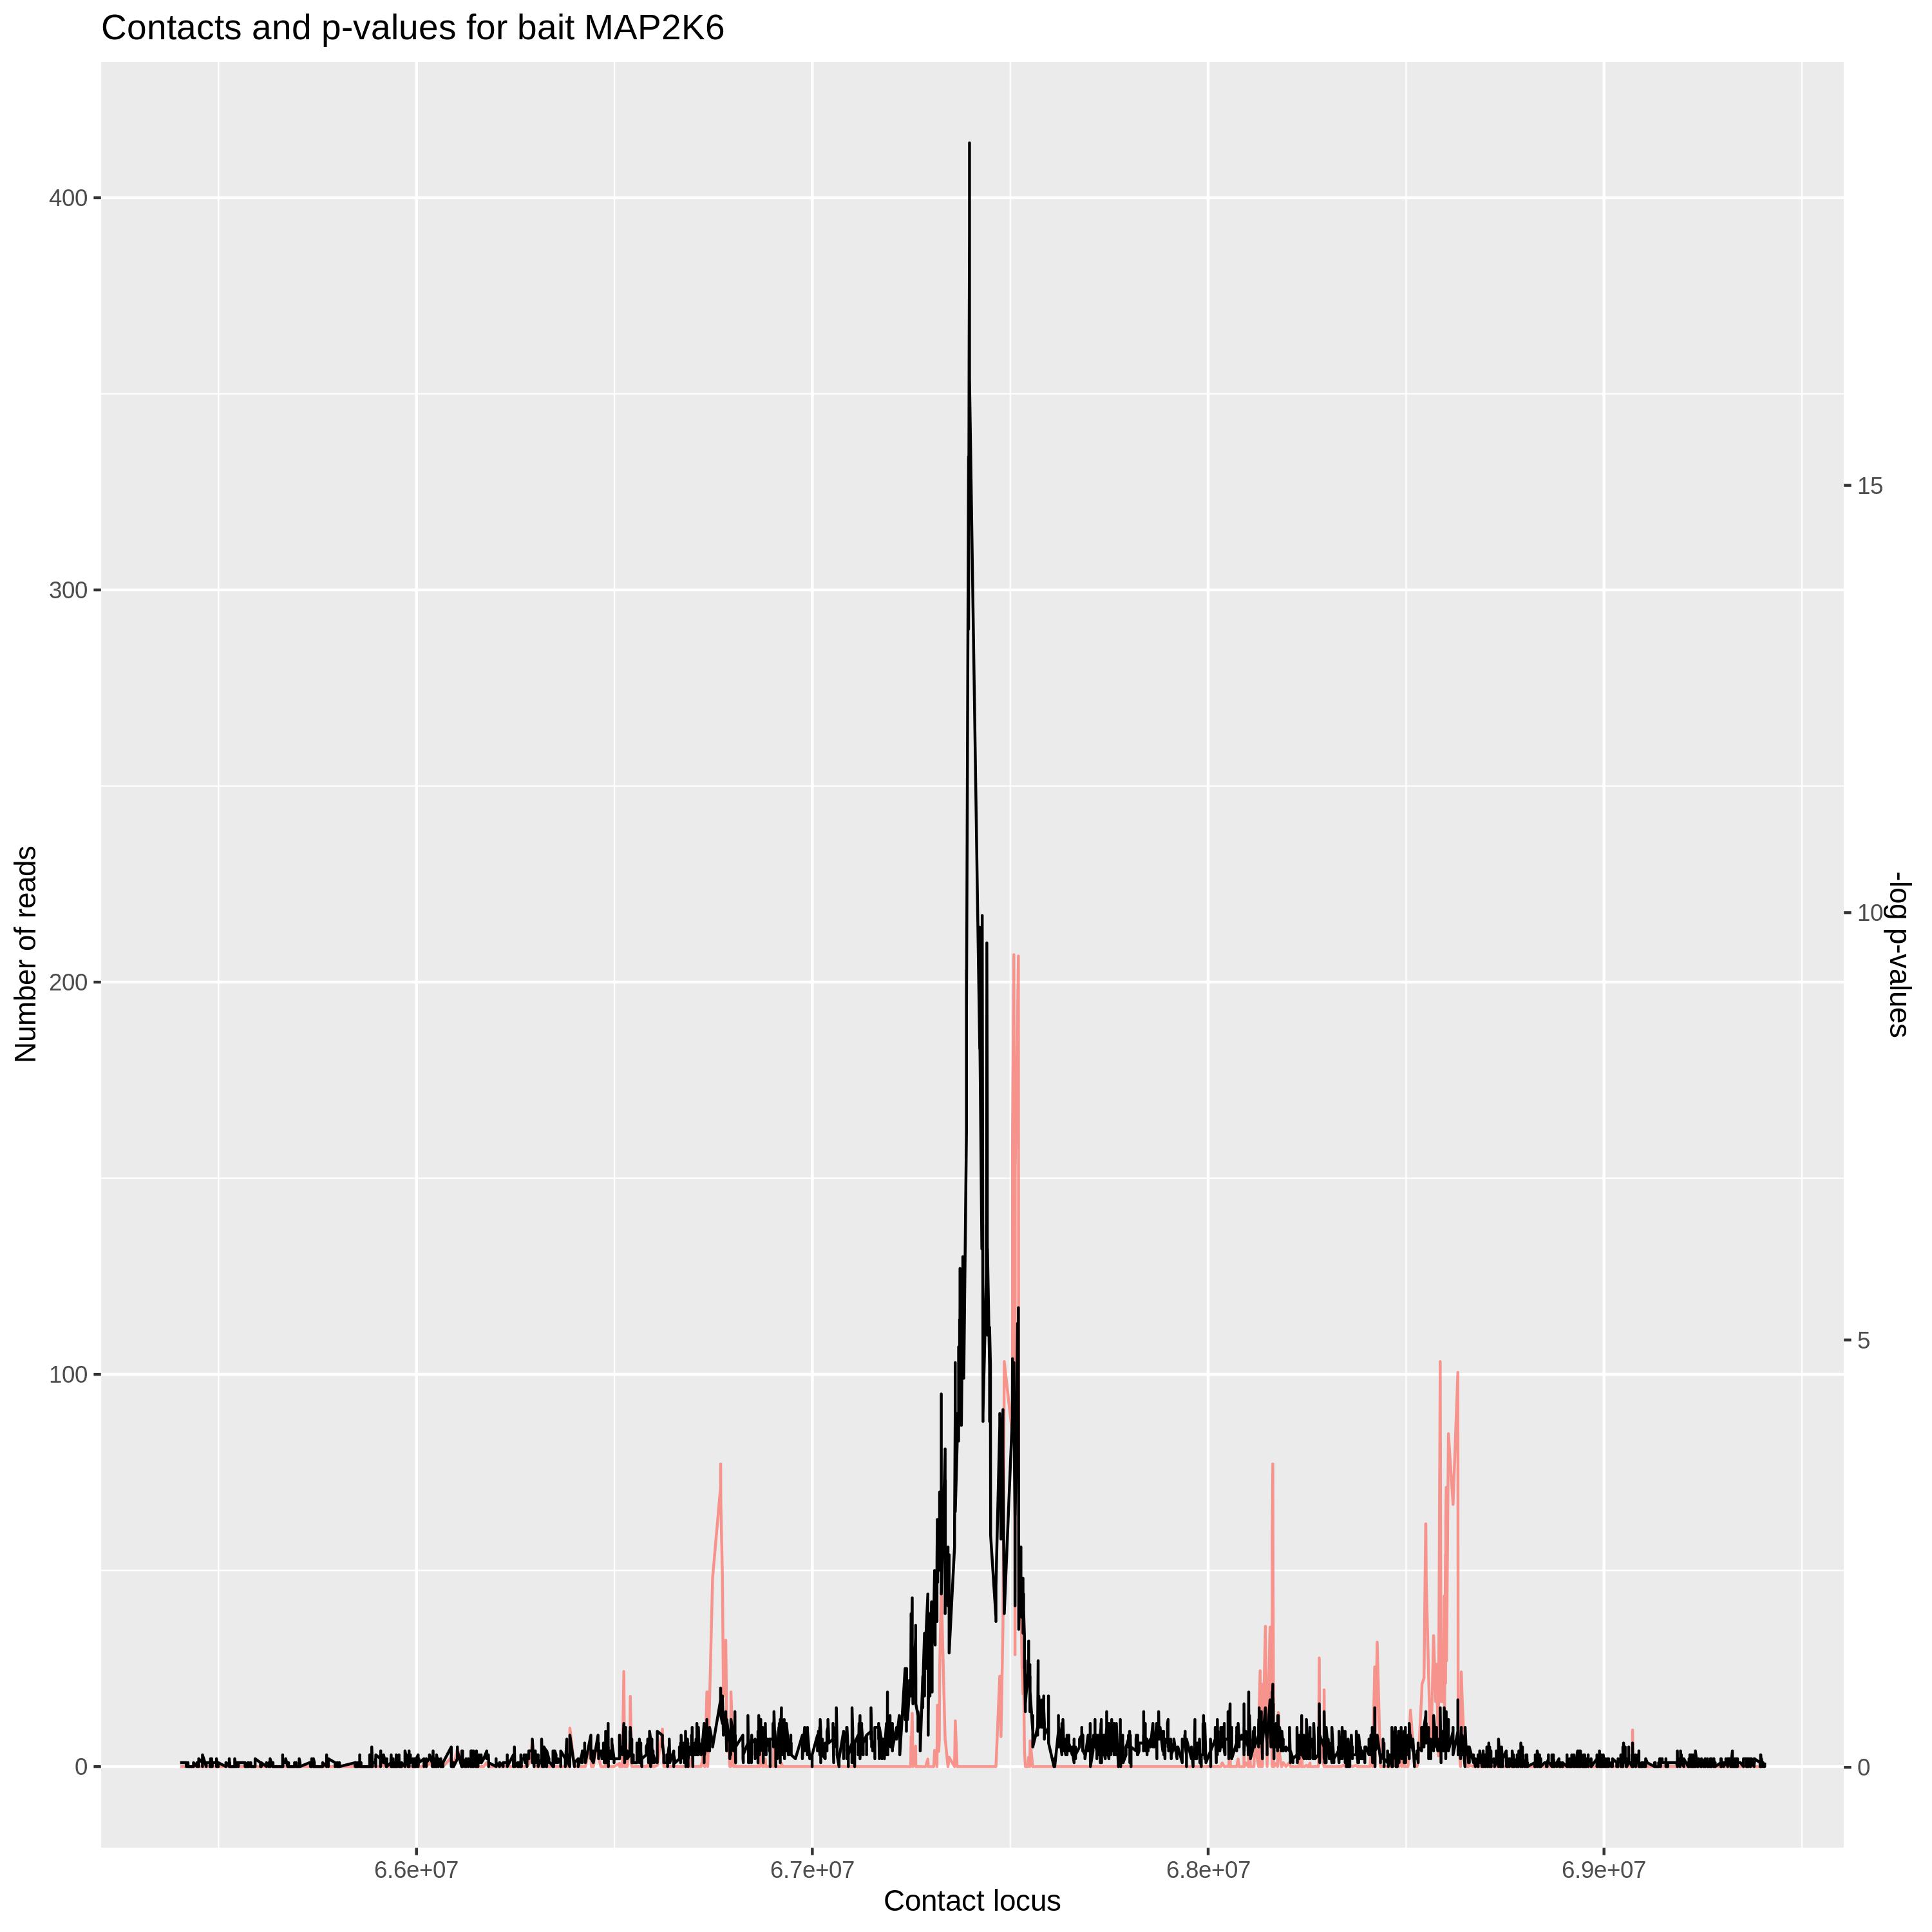 Contacts and p-values for bait MAP2K6
400
300
200
100
0
Number of reads
15
10
5
0
-log p-values
6.6e+07
6.7e+07
6.8e+07
6.9e+07
Contact locus